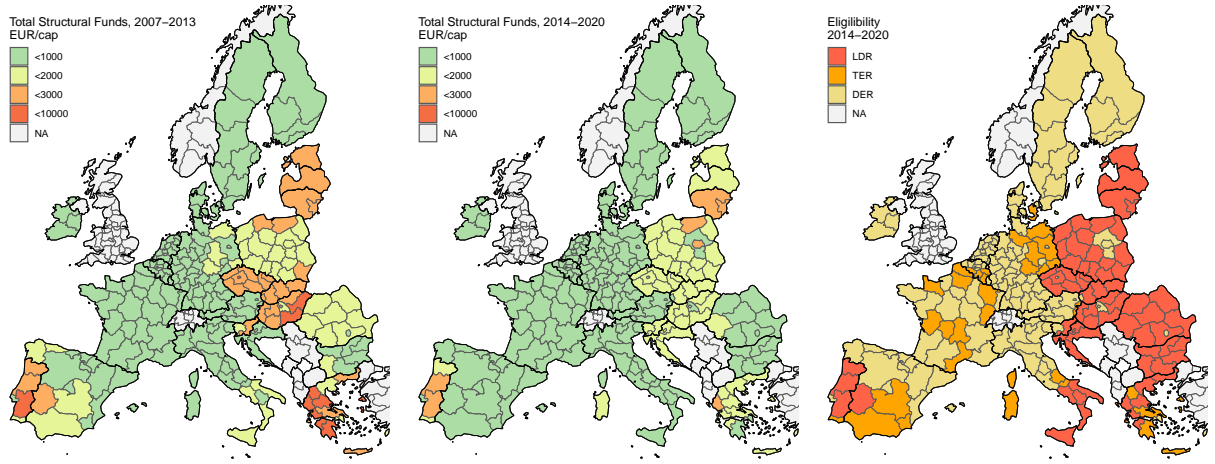 Total Structural Funds, 2007−2013
EUR/cap
<1000
<2000
<3000
<10000
NA
Total Structural Funds, 2014−2020
EUR/cap
<1000
<2000
<3000
<10000
NA
Eligilibility
2014−2020
LDR
TER
DER
NA